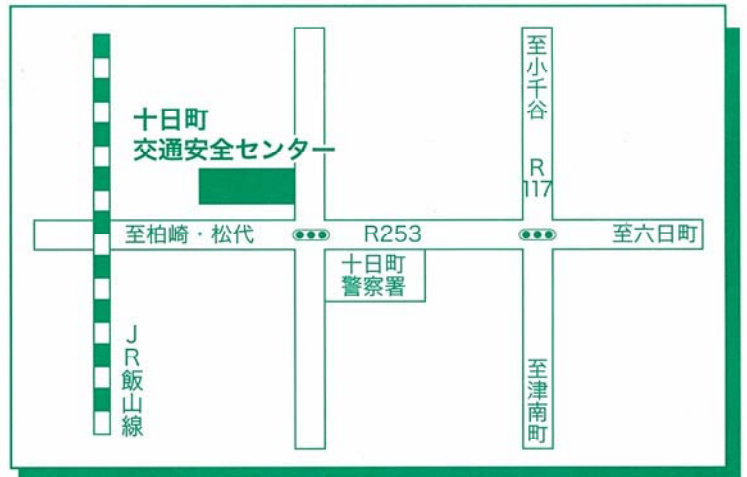 十日町
交通安全センター
至小千谷
R
117
至柏崎・松代
R253
至六日町
十日町
警察署
JR飯山線
至津南町